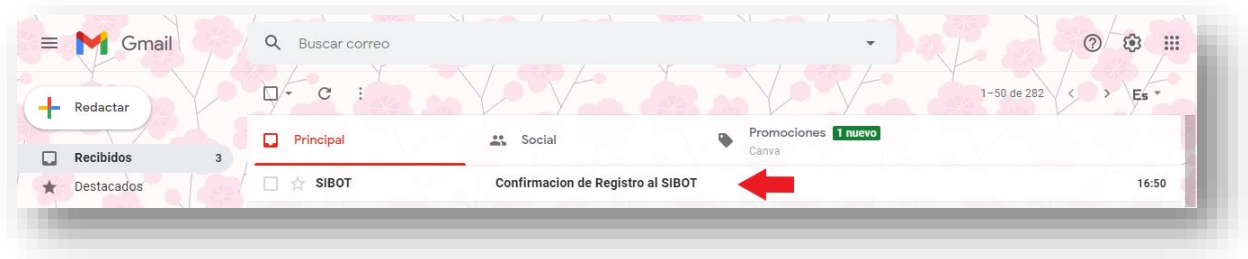 Gmail
Buscar correo
Redactar
1–50 de 282
Es
Principal
Social
Promociones 1 nuevo
Canva
Recibidos 3
Destacados
SIBOT Confirmacion de Registro al SIBOT 16:50